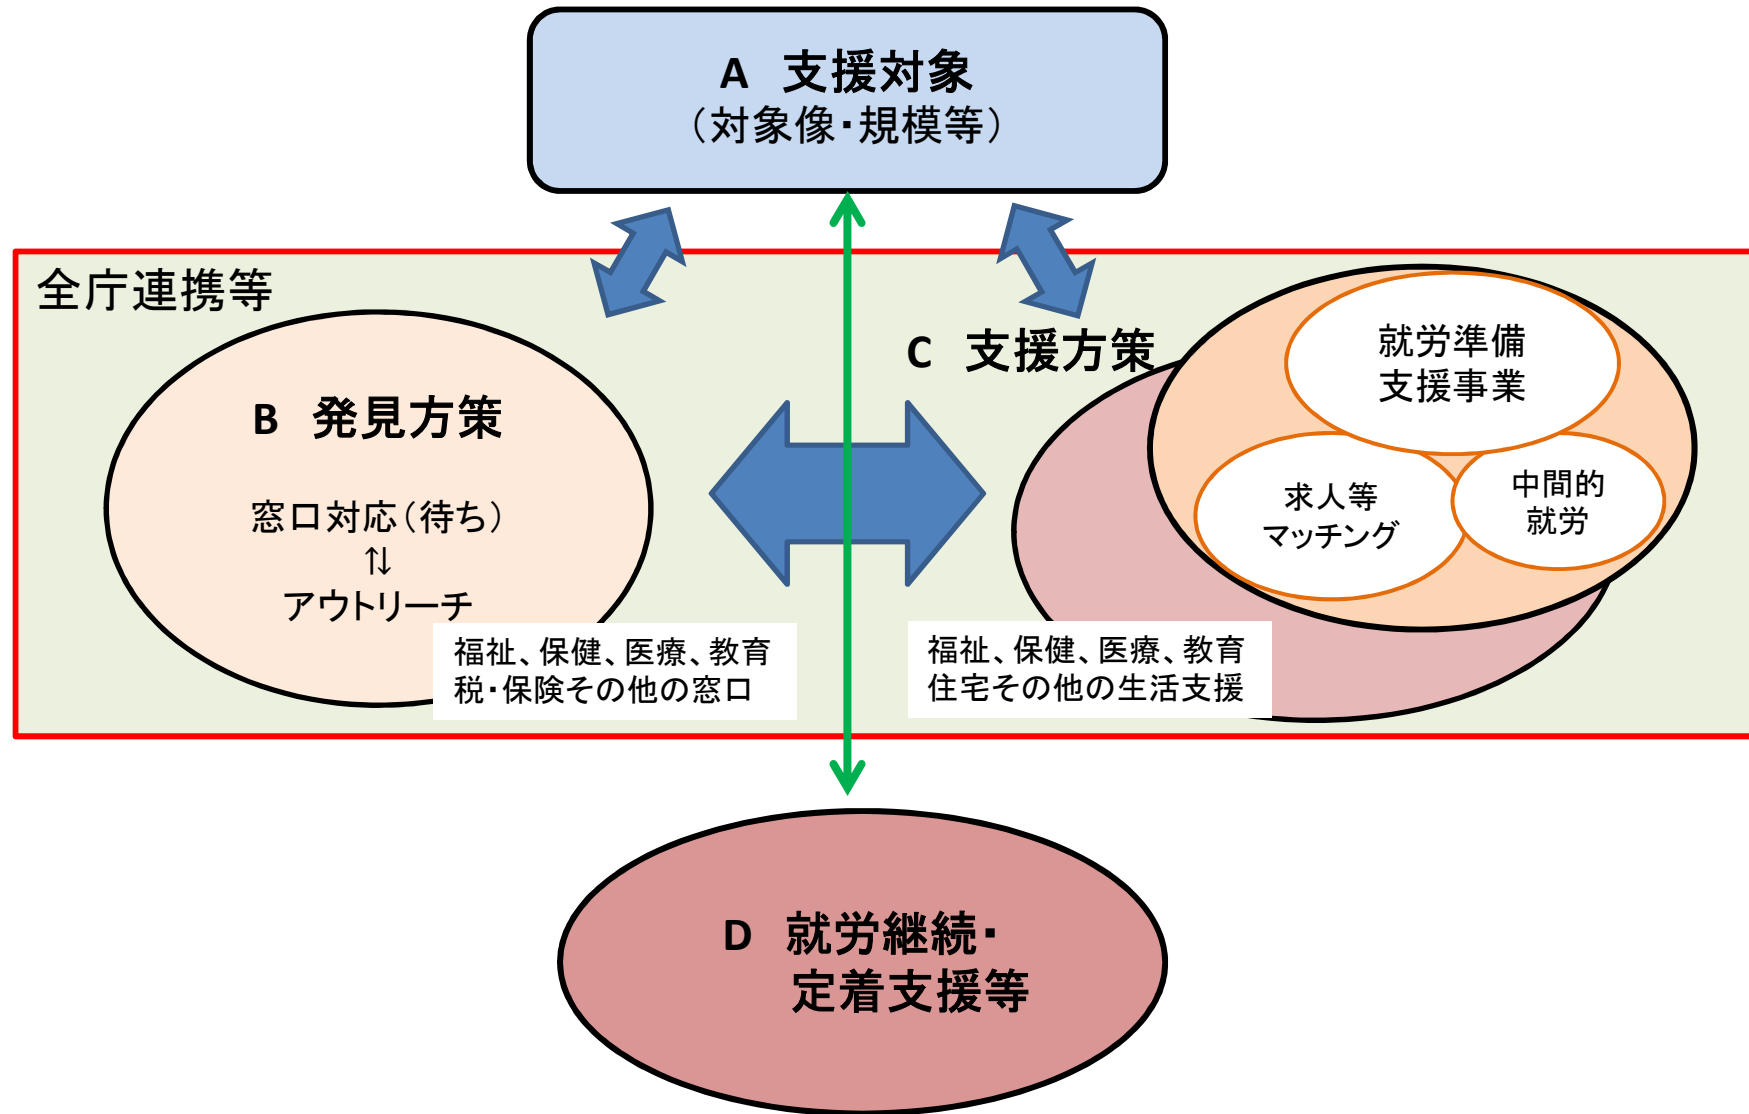 A 支援対象
（対象像・規模等）
全庁連携等
B 発見方策
窓口対応（待ち）
⇅
アウトリーチ
福祉、保健、医療、教育
税・保険その他の窓口
C 支援方策
就労準備
支援事業
求人等
マッチング
中間的
就労
福祉、保健、医療、教育
住宅その他の生活支援
D 就労継続・
定着支援等